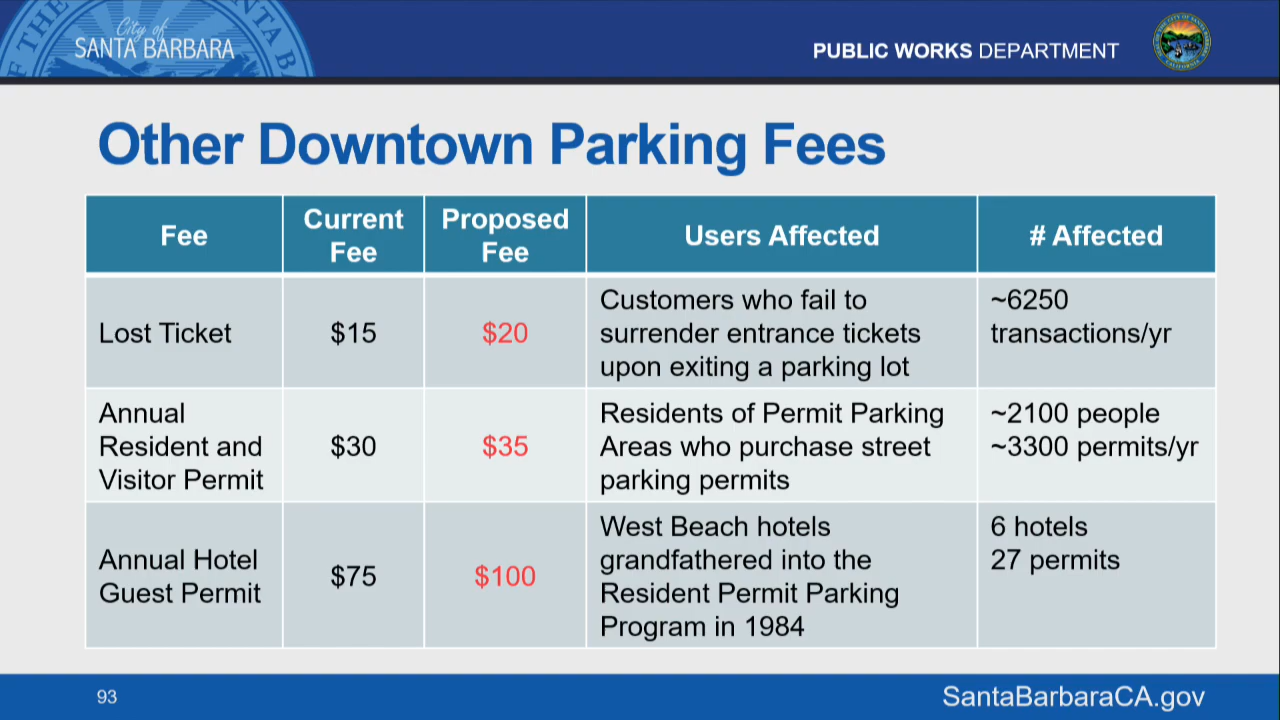 City of
SANTA BARBARA
PUBLIC WORKS DEPARTMENT
Other Downtown Parking Fees
Fee
Current
Fee
Proposed
Fee
Users Affected
# Affected
Lost Ticket
$15
$20
Customers who fail to
surrender entrance tickets
upon exiting a parking lot
~6250
transactions/yr
Annual
Resident and
Visitor Permit
$30
$35
Residents of Permit Parking
Areas who purchase street
parking permits
~2100 people
~3300 permits/yr
Annual Hotel
Guest Permit
$75
$100
West Beach hotels
grandfathered into the
Resident Permit Parking
Program in 1984
6 hotels
27 permits
93
SantaBarbaraCA.gov